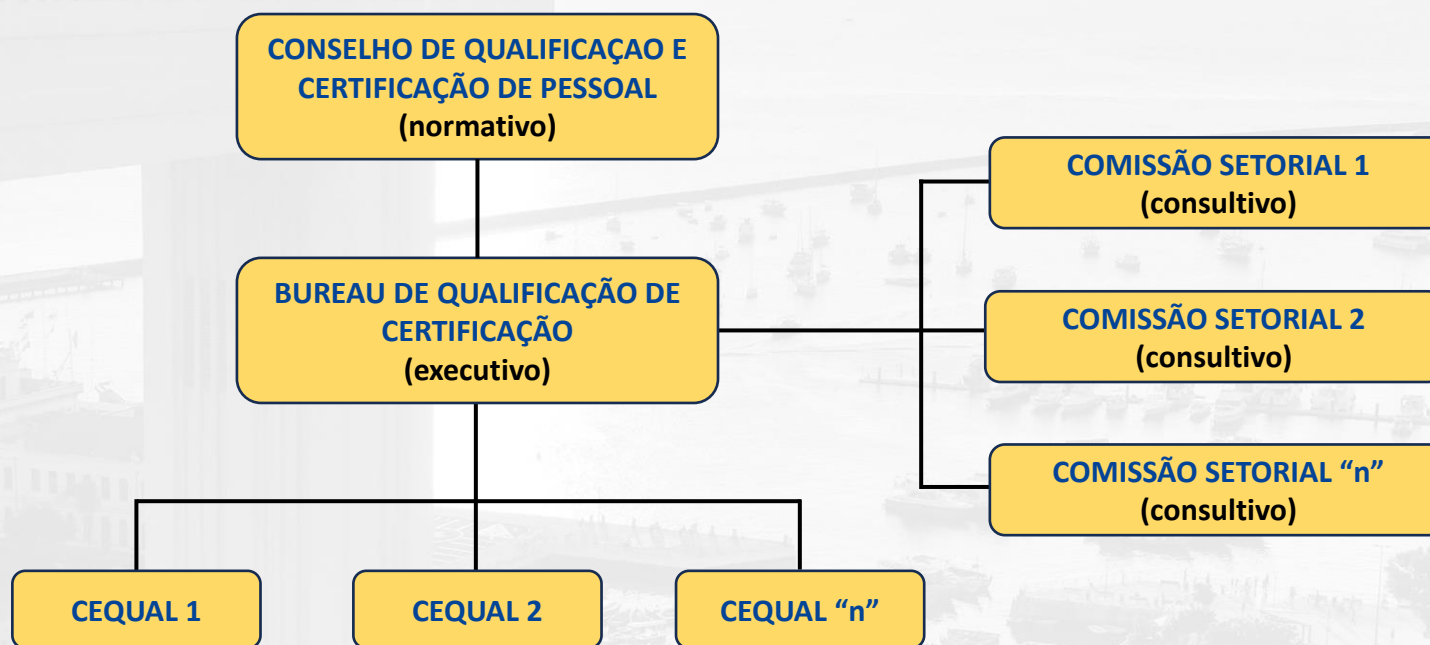 CONSELHO DE QUALIFICAÇAO E
CERTIFICAÇÃO DE PESSOAL
(normativo)
COMISSÃO SETORIAL 1
(consultivo)
BUREAU DE QUALIFICAÇÃO DE
CERTIFICAÇÃO
(executivo)
COMISSÃO SETORIAL 2
(consultivo)
COMISSÃO SETORIAL “n”
(consultivo)
CEQUAL 1
CEQUAL 2
CEQUAL “n”